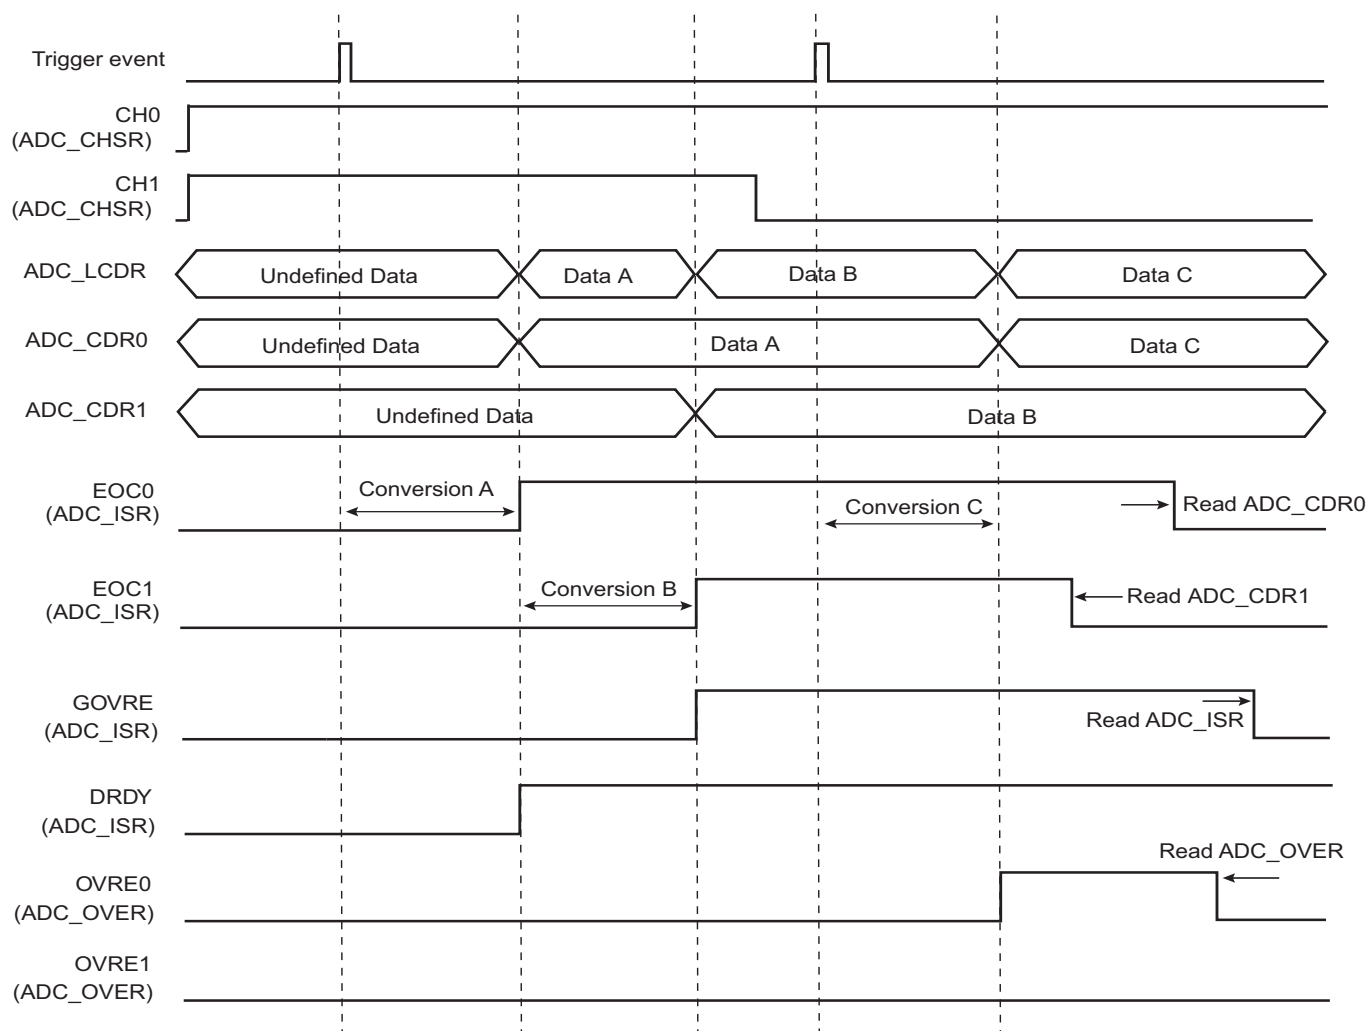 Trigger event
CH0
(ADC_CHSR)
CH1
(ADC_CHSR)
ADC_LCDR
Undefined Data
Data A
Data B
Data C
ADC_CDR0
Undefined Data
Data A
Data C
ADC_CDR1
Undefined Data
Data B
EOC0
(ADC_ISR)
Conversion A
Conversion C
Read ADC_CDR0
EOC1
(ADC_ISR)
Conversion B
Read ADC_CDR1
GOVRE
(ADC_ISR)
Read ADC_ISR
DRDY
(ADC_ISR)
Read ADC_OVER
OVRE0
(ADC_OVER)
OVRE1
(ADC_OVER)